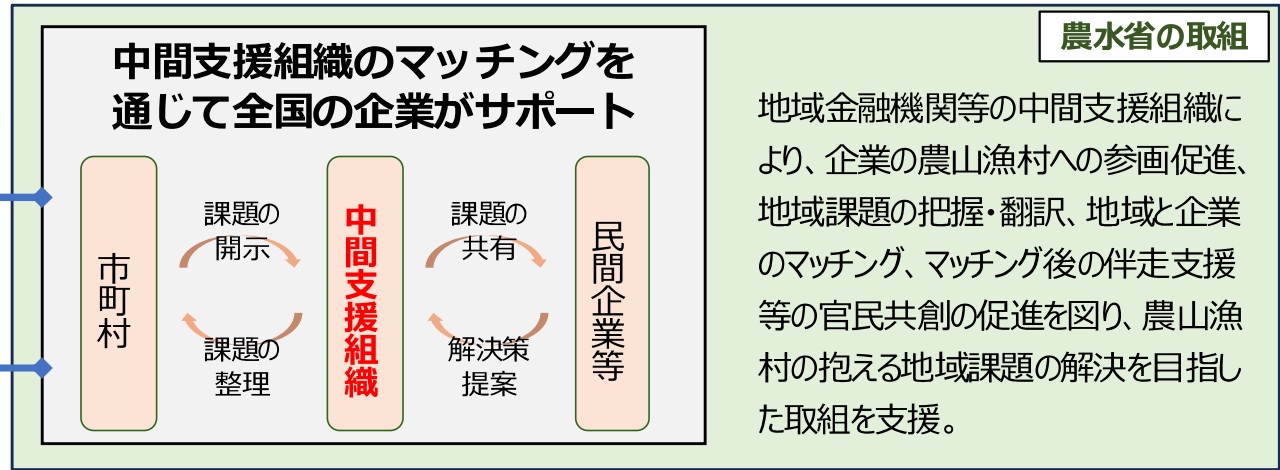 農水省の取組
中間支援組織のマッチングを
通じて全国の企業がサポート
市町村
課題の
開示
課題の
整理
中間支援組織
課題の
共有
解決策
提案
民間企業等
地域金融機関等の中間支援組織に
より、企業の農山漁村への参画促進、
地域課題の把握・翻訳、地域と企業
のマッチング、マッチング後の伴走支援
等の官民共創の促進を図り、農山漁
村の抱える地域課題の解決を目指し
た取組を支援。